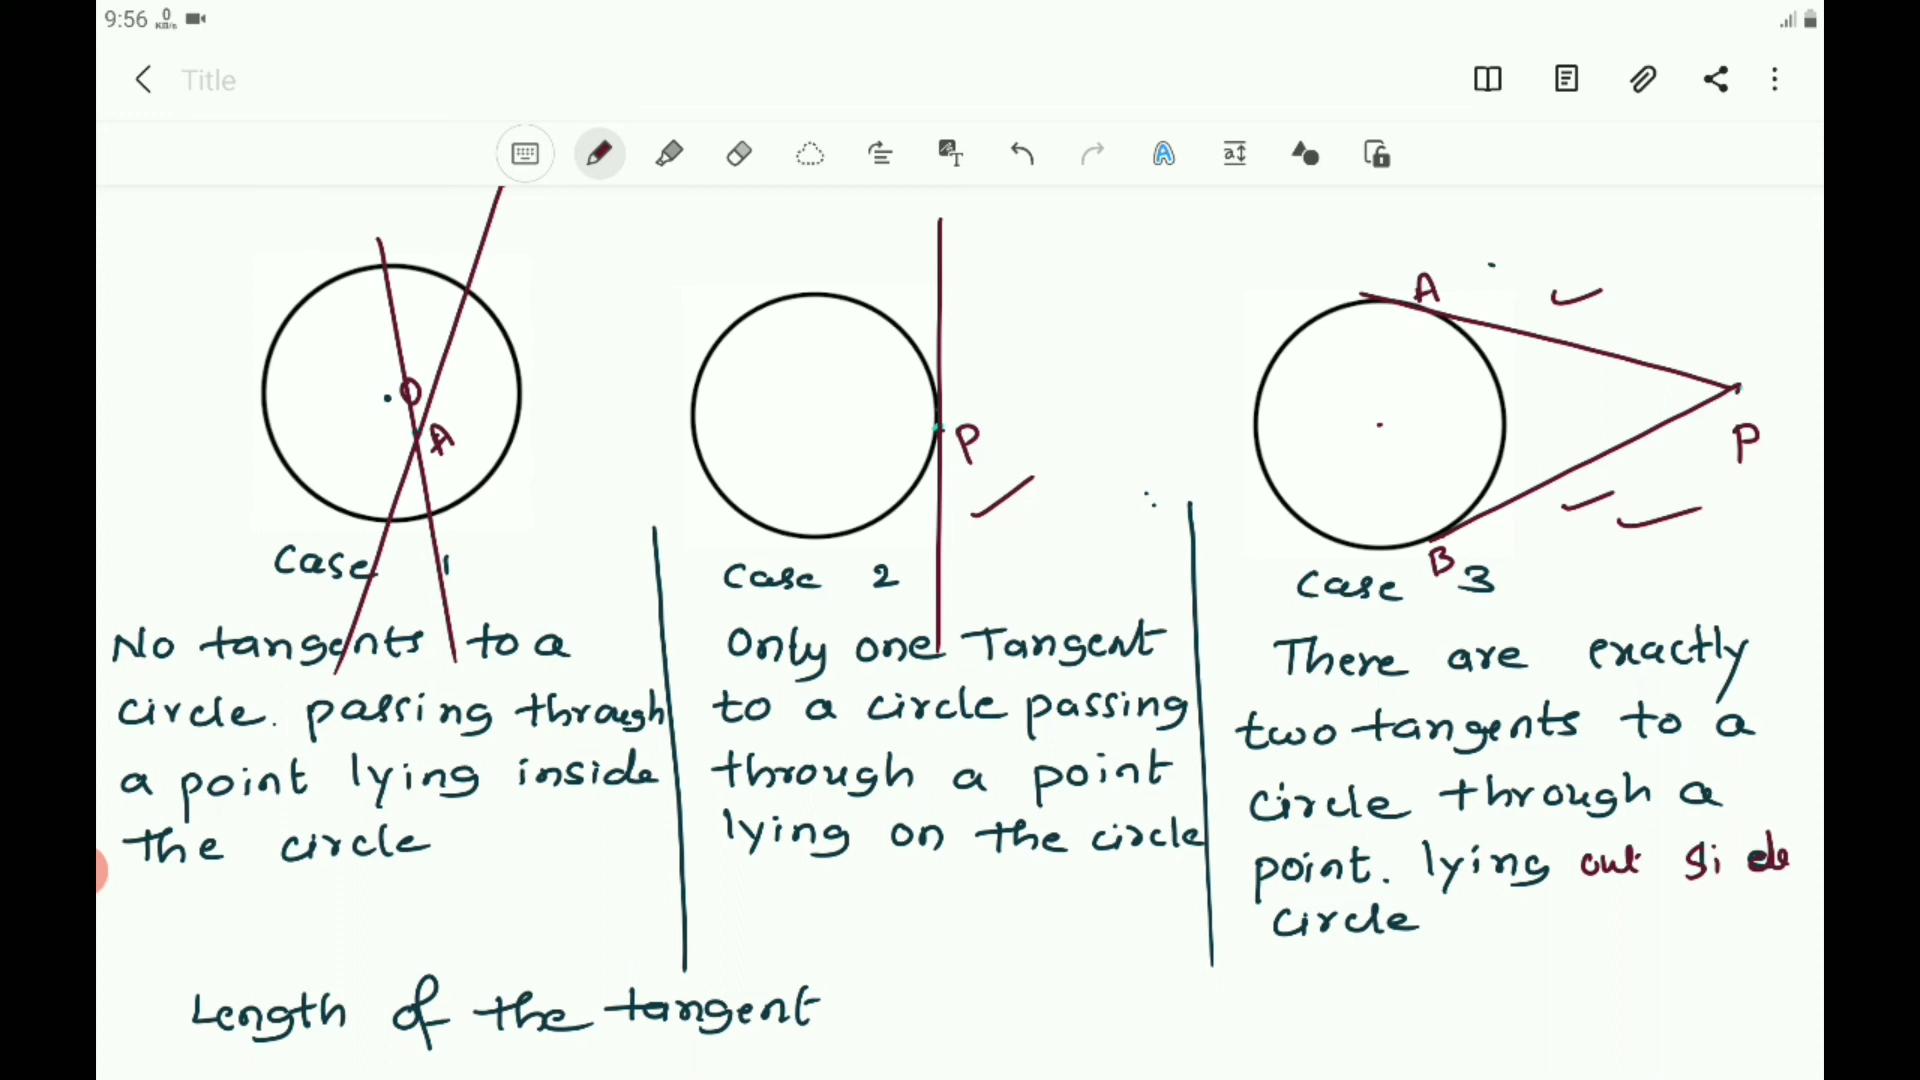 9:56 0 KB/s
Title
O
A
Case 1
No tangents to a
circle. passing through
a point lying inside
the circle
P
Case 2
Only one Tangent
to a circle passing
through a point
lying on the circle
A
P
B
Case 3
There are exactly
two tangents to a
circle through a
point. lying out side
circle
Length of the tangent